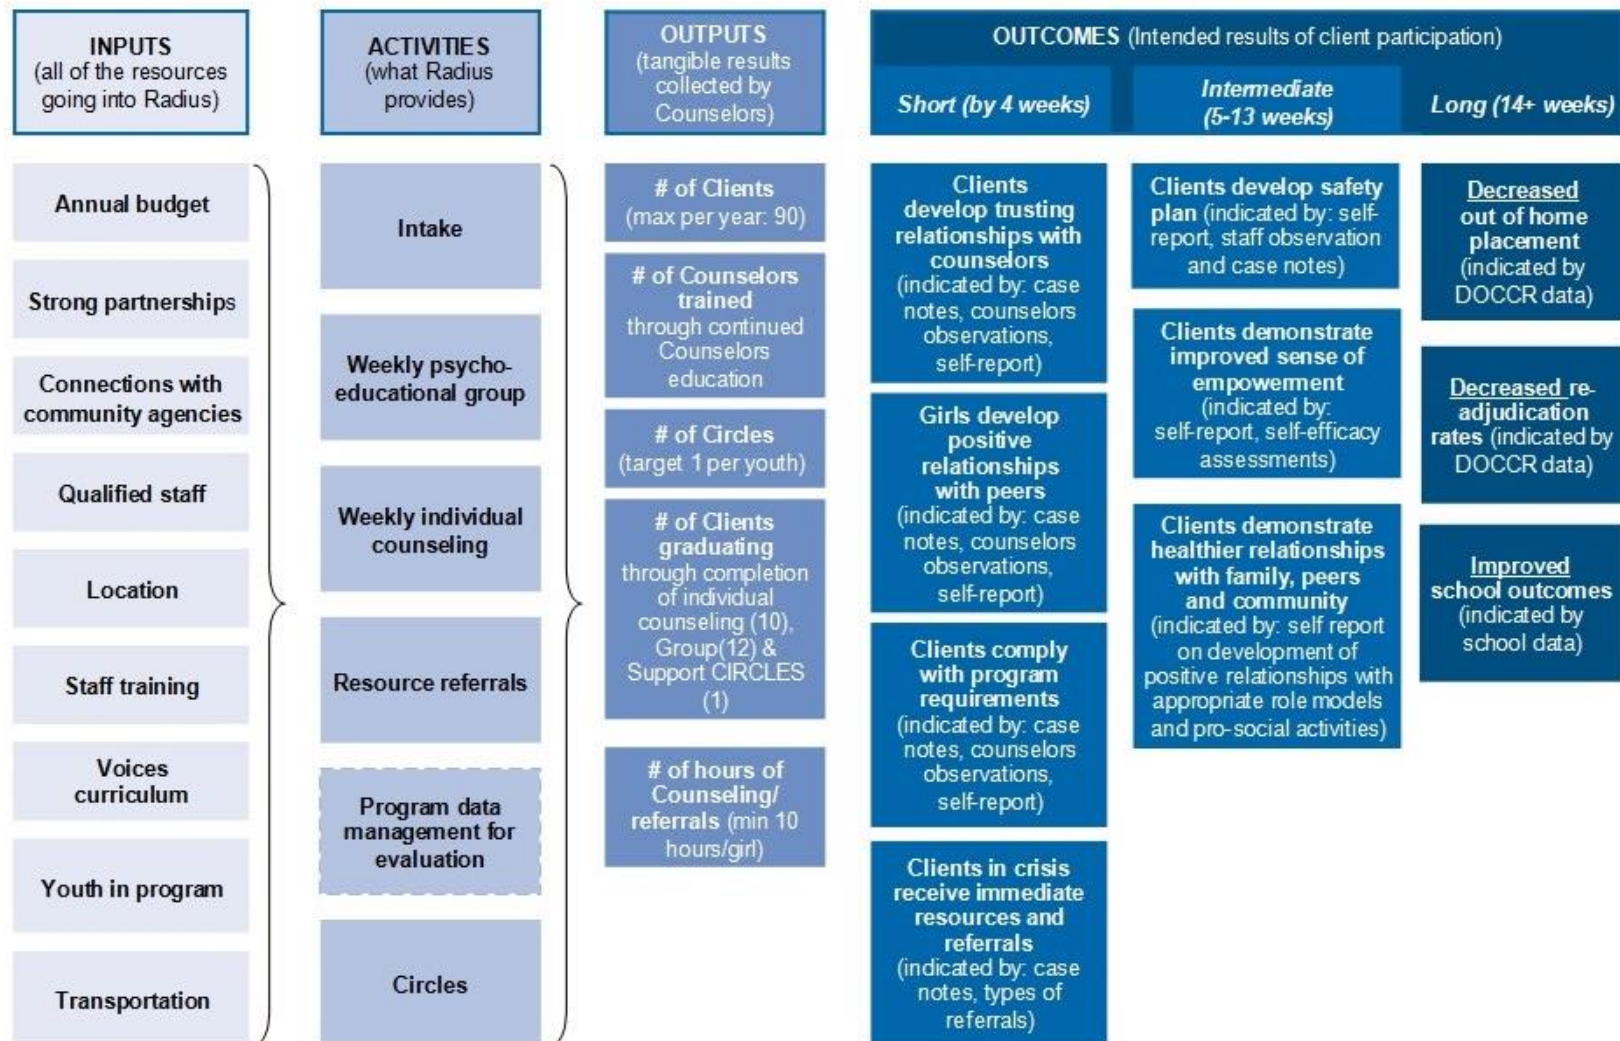 INPUTS
(all of the resources
going into Radius)
ACTIVITIES
(what Radius
provides)
OUTPUTS
(tangible results
collected by
Counselors)
OUTCOMES (Intended results of client participation)
Short (by 4 weeks)
Intermediate
(5-13 weeks)
Long (14+ weeks)
Annual budget
Strong partnerships
Connections with
community agencies
Qualified staff
Location
Staff training
Voices
curriculum
Youth in program
Transportation
Intake
Weekly psycho-
educational group
Weekly individual
counseling
Resource referrals
Program data
management for
evaluation
Circles
# of Clients
(max per year: 90)
# of Counselors
trained
through continued
Counselors
education
# of Circles
(target 1 per youth)
# of Clients
graduating
through completion
of individual
counseling (10),
Group(12) &
Support CIRCLES
(1)
# of hours of
Counseling/
referrals (min 10
hours/girl)
Clients
develop trusting
relationships with
counselors
(indicated by: case
notes, counselors
observations,
self-report)
Girls develop
positive
relationships
with peers
(indicated by: case
notes, counselors
observations,
self-report)
Clients comply
with program
requirements
(indicated by: case
notes, counselors
observations,
self-report)
Clients in crisis
receive immediate
resources and
referrals
(indicated by: case
notes, types of
referrals)
Clients develop safety
plan (indicated by: self-
report, staff observation
and case notes)
Clients demonstrate
improved sense of
empowerment
(indicated by:
self-report, self-efficacy
assessments)
Clients demonstrate
healthier relationships
with family, peers
and community
(indicated by: self report
on development of
positive relationships with
appropriate role models
and pro-social activities)
Decreased
out of home
placement
(indicated by
DOCCR data)
Decreased re-
adjudication
rates (indicated by
DOCCR data)
Improved
school outcomes
(indicated by
school data)